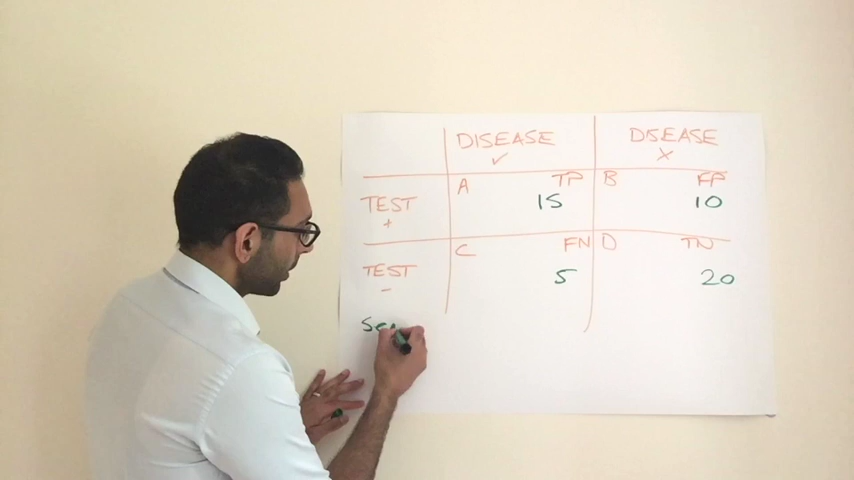 DISEASE DISEASE
✓ ✗
A TP B FP
TEST 15 10
+
C FN D TN
TEST 5 20
-